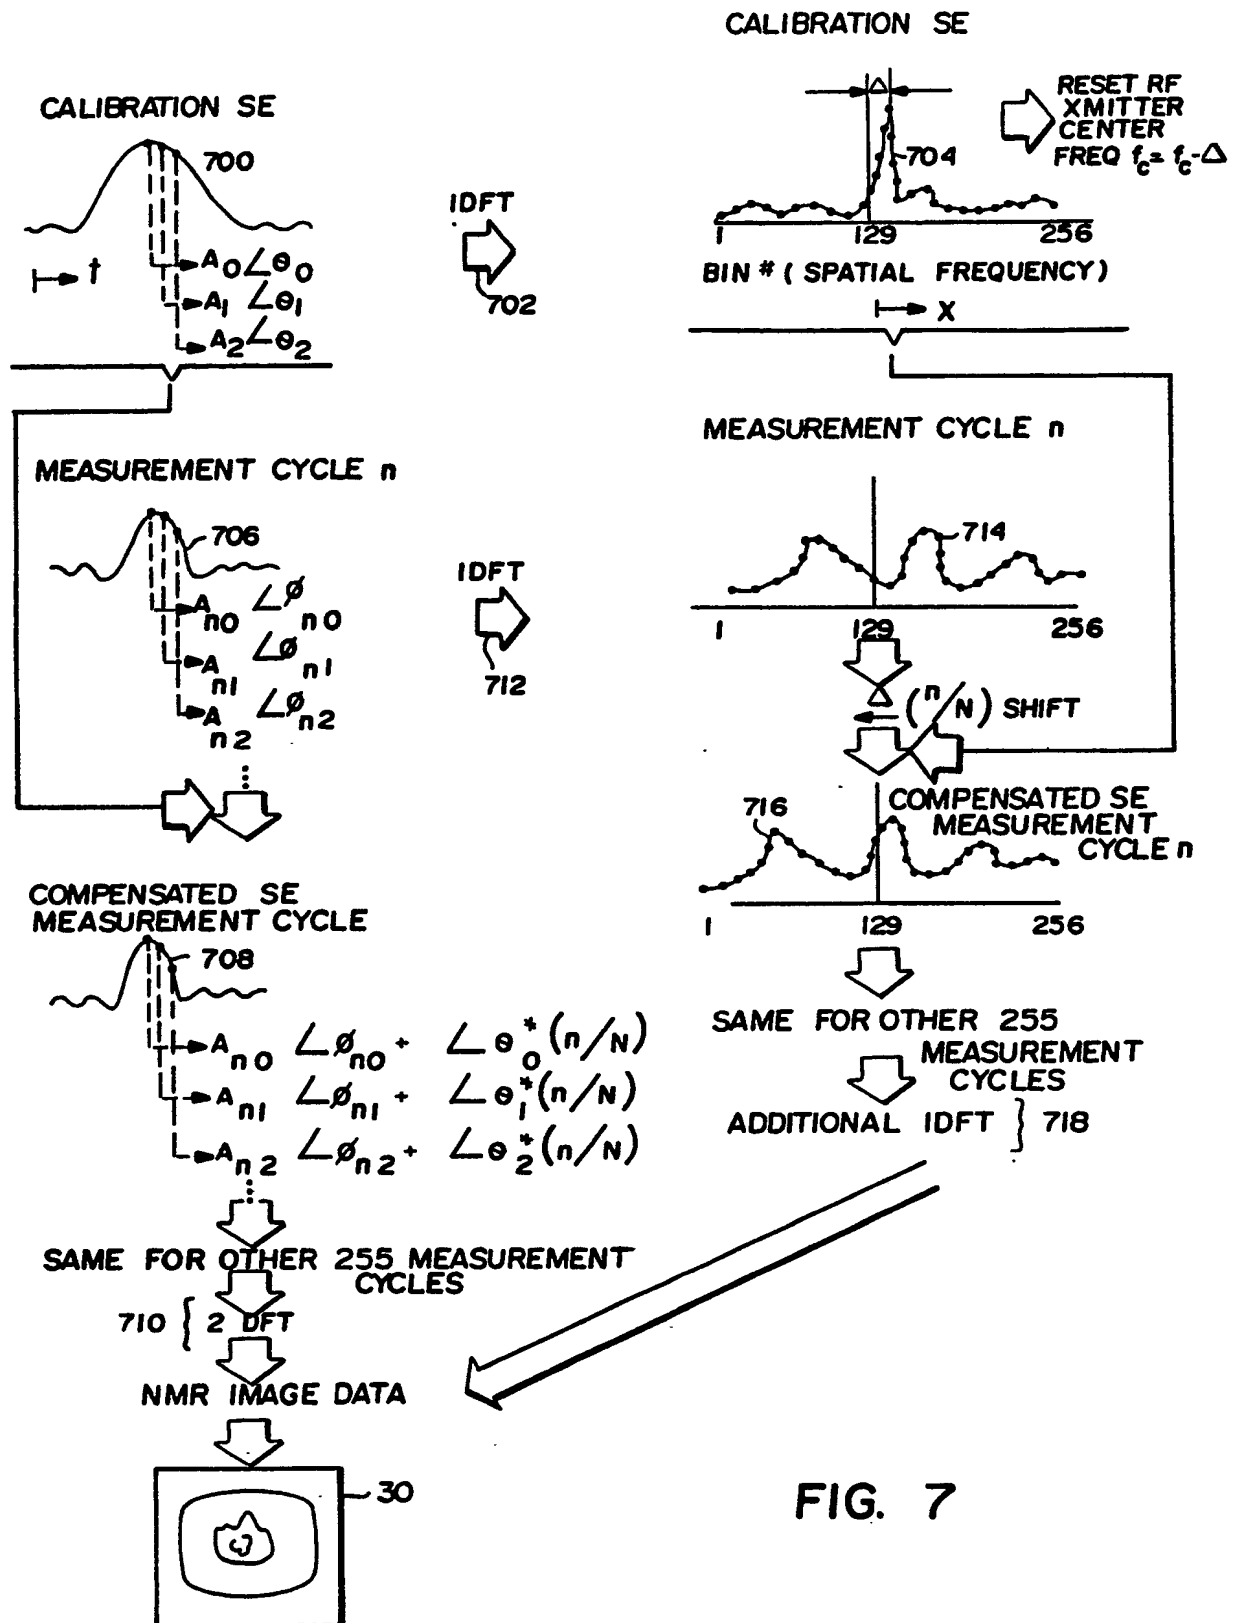 CALIBRATION SE
700
A0 ∠θ0
A1 ∠θ1
A2 ∠θ2
t
IDFT
702
CALIBRATION SE
Δ
704
RESET RF
XMITTER
CENTER
FREQ fc = fc-Δ
1 129 256
BIN # (SPATIAL FREQUENCY)
X
MEASUREMENT CYCLE n
706
An0 ∠φn0
An1 ∠φn1
An2 ∠φn2
IDFT
712
MEASUREMENT CYCLE n
714
1 129 256
Δ
(n/N) SHIFT
716
COMPENSATED SE
MEASUREMENT
CYCLE n
1 129 256
SAME FOR OTHER 255
MEASUREMENT
CYCLES
ADDITIONAL IDFT } 718
COMPENSATED SE
MEASUREMENT CYCLE
708
An0 ∠φn0 + ∠θ0*(n/N)
An1 ∠φn1 + ∠θ1*(n/N)
An2 ∠φn2 + ∠θ2*(n/N)
SAME FOR OTHER 255 MEASUREMENT
CYCLES
710 { 2 DFT
NMR IMAGE DATA
30
FIG. 7